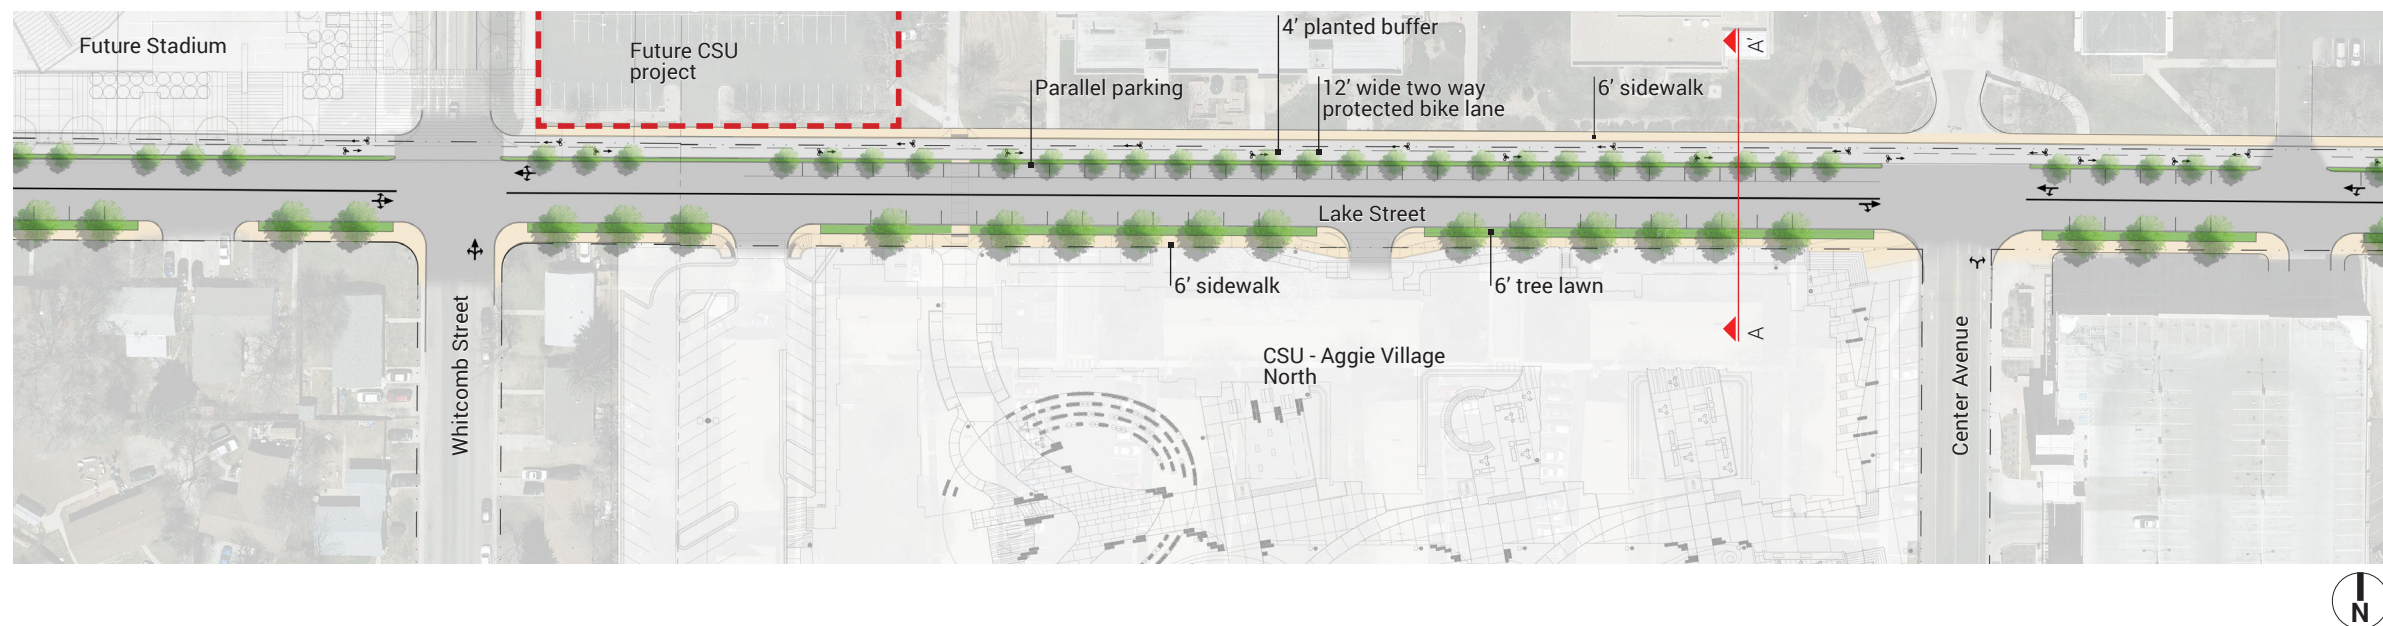 Future Stadium
Future CSU
project
4’ planted buffer
Parallel parking
12’ wide two way
protected bike lane
6’ sidewalk
A'
Lake Street
6’ sidewalk
6’ tree lawn
A
CSU - Aggie Village
North
Whitcomb Street
Center Avenue
N